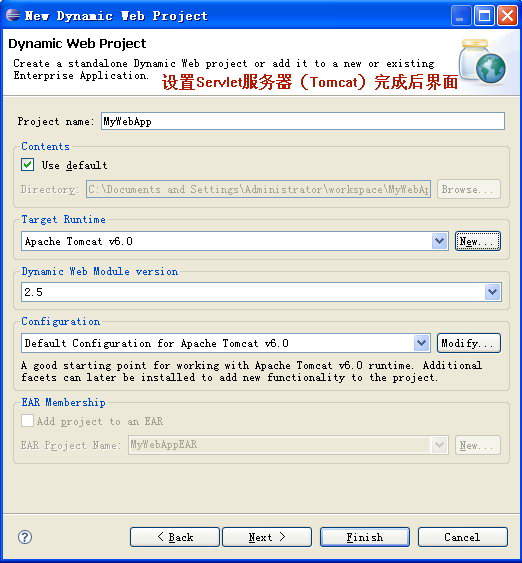 New Dynamic Web Project
Dynamic Web Project
Create a standalone Dynamic Web project or add it to a new or existing
Enterprise Application.
设置Servlet服务器（Tomcat）完成后界面
Project name: MyWebApp
Contents
Use default
Directory: C:\Documents and Settings\Administrator\workspace\MyWebAp Browse...
Target Runtime
Apache Tomcat v6.0 New...
Dynamic Web Module version
2.5
Configuration
Default Configuration for Apache Tomcat v6.0 Modify...
A good starting point for working with Apache Tomcat v6.0 runtime. Additional
facets can later be installed to add new functionality to the project.
EAR Membership
Add project to an EAR
EAR Project Name: MyWebAppEAR New...
? < Back Next > Finish Cancel